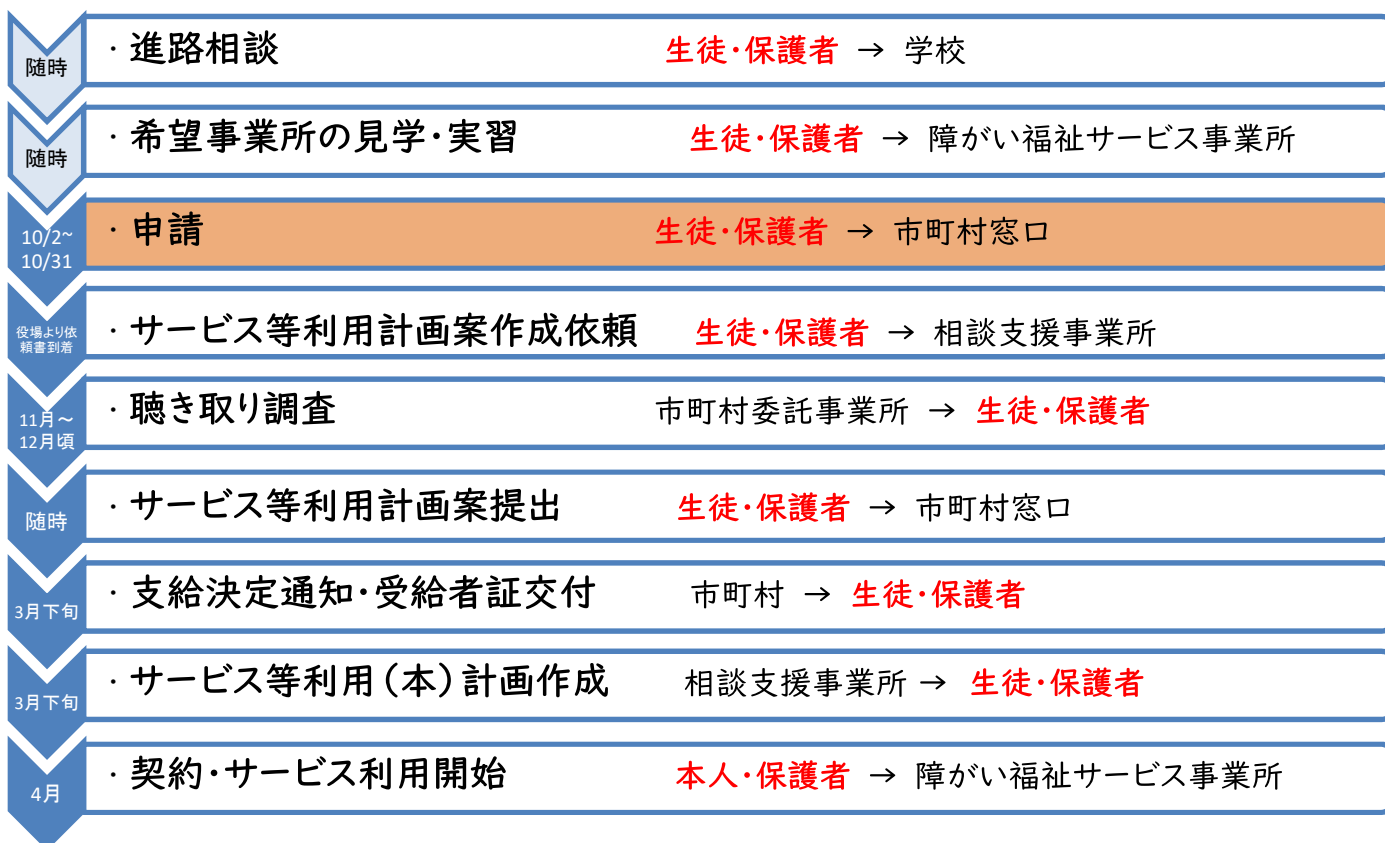 随時
・進路相談 生徒・保護者 → 学校
随時
・希望事業所の見学・実習 生徒・保護者 → 障がい福祉サービス事業所
10/2~
10/31
・申請 生徒・保護者 → 市町村窓口
役場より依
頼書到着
・サービス等利用計画案作成依頼 生徒・保護者 → 相談支援事業所
11月～
12月頃
・聴き取り調査 市町村委託事業所 → 生徒・保護者
随時
・サービス等利用計画案提出 生徒・保護者 → 市町村窓口
3月下旬
・支給決定通知・受給者証交付 市町村 → 生徒・保護者
3月下旬
・サービス等利用(本)計画作成 相談支援事業所 → 生徒・保護者
4月
・契約・サービス利用開始 本人・保護者 → 障がい福祉サービス事業所